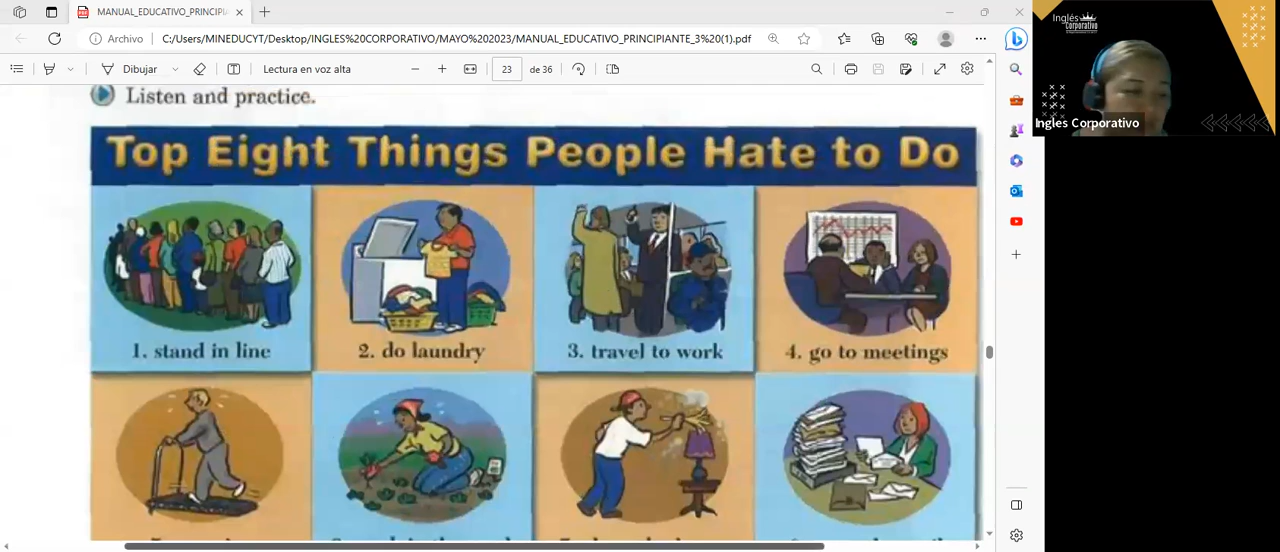 MANUAL_EDUCATIVO_PRINCIPI
Archivo
C:/Users/MINEDUCYT/Desktop/INGLES%20CORPORATIVO/MAYO%202023/MANUAL_EDUCATIVO_PRINCIPIANTE_3%20(1).pdf
Dibujar
Lectura en voz alta
23
de 36
Listen and practice.
Top Eight Things People Hate to Do
1. stand in line
2. do laundry
3. travel to work
4. go to meetings
Inglés
Corporativo
Ingles Corporativo